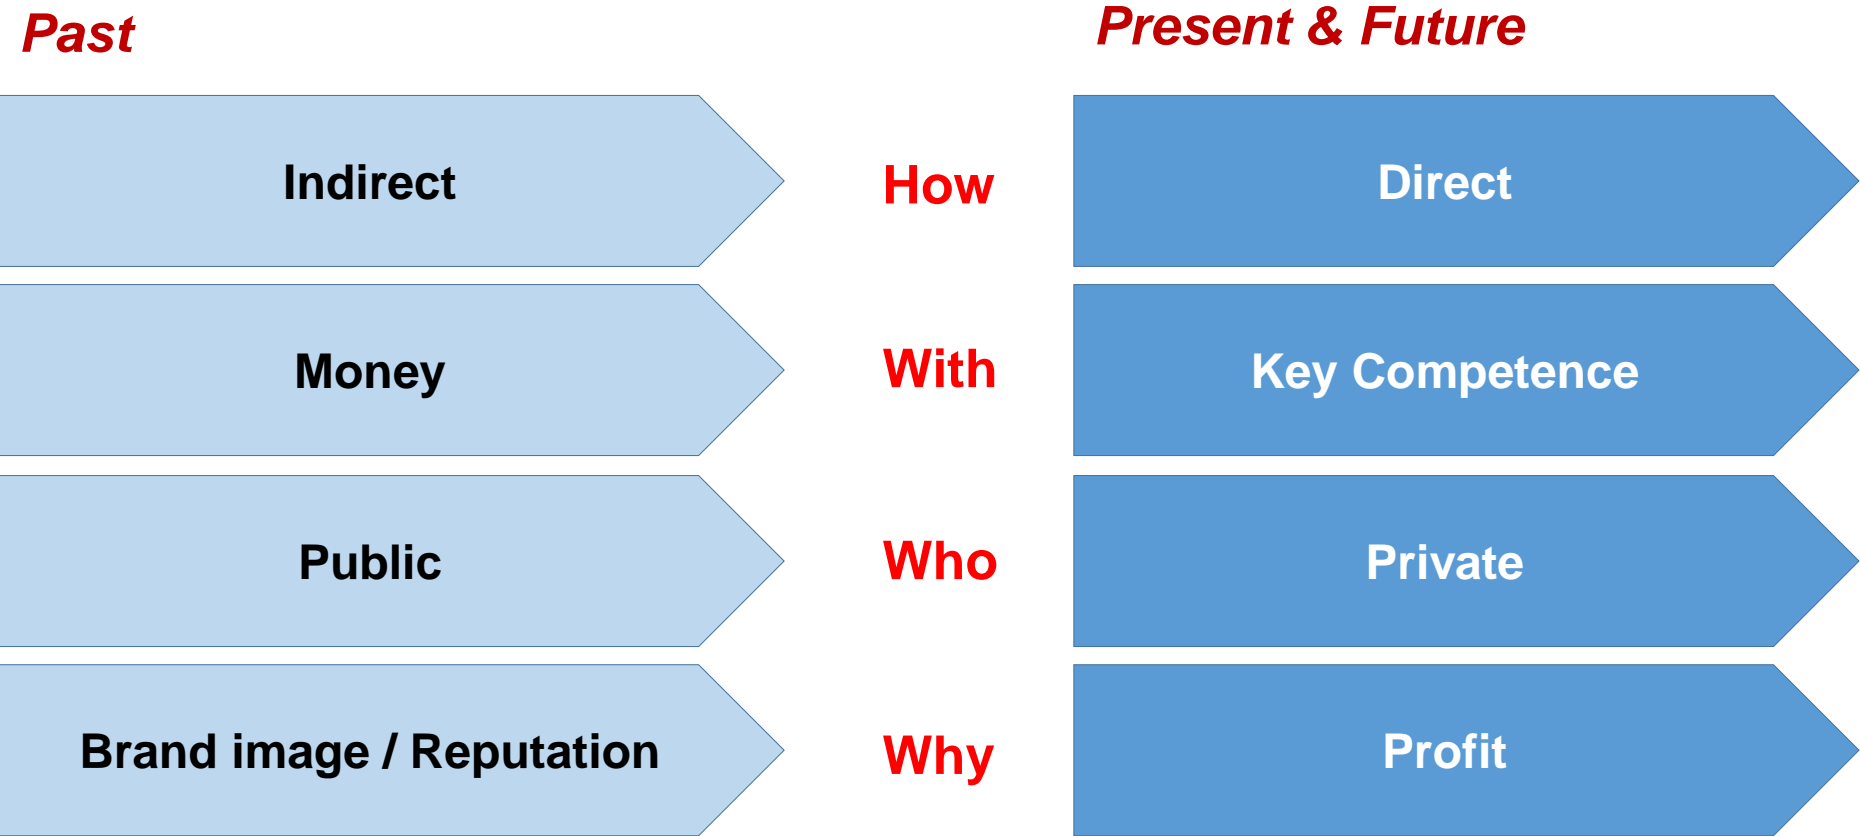 Past
Present & Future
Indirect
How
Direct
Money
With
Key Competence
Public
Who
Private
Brand image / Reputation
Why
Profit